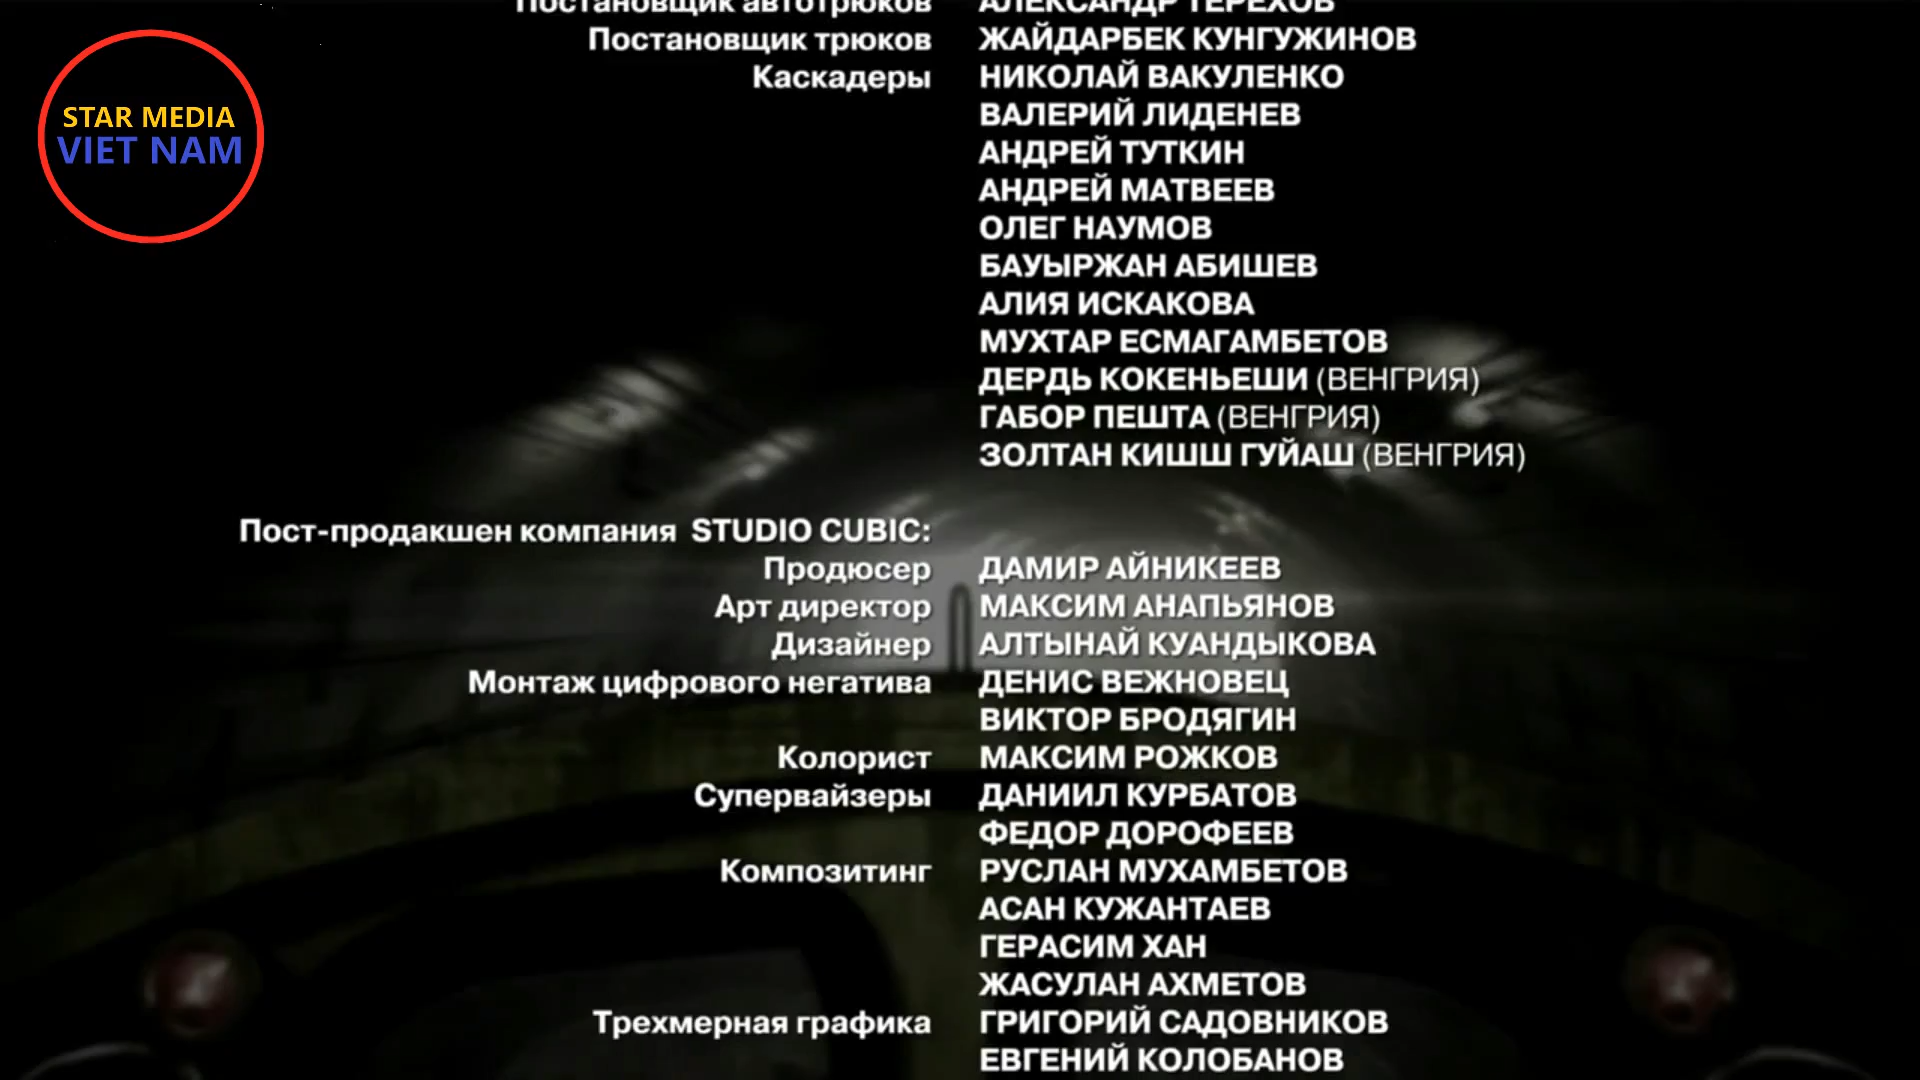 Постановщик автотрюков АЛЕКСАНДР ТЕРЕХОВ
Постановщик трюков ЖАЙДАРБЕК КУНГУЖИНОВ
Каскадеры НИКОЛАЙ ВАКУЛЕНКО
STAR MEDIA
VIET NAM
ВАЛЕРИЙ ЛИДЕНЕВ
АНДРЕЙ ТУТКИН
АНДРЕЙ МАТВЕЕВ
ОЛЕГ НАУМОВ
БАУЫРЖАН АБИШЕВ
АЛИЯ ИСКАКОВА
МУХТАР ЕСМАГАМБЕТОВ
ДЕРДЬ КОКЕНЬЕШИ (ВЕНГРИЯ)
ГАБОР ПЕШТА (ВЕНГРИЯ)
ЗОЛТАН КИШШ ГУЙАШ (ВЕНГРИЯ)
Пост-продакшен компания STUDIO CUBIC:
Продюсер ДАМИР АЙНИКЕЕВ
Арт директор МАКСИМ АНАПЬЯНОВ
Дизайнер АЛТЫНАЙ КУАНДЫКОВА
Монтаж цифрового негатива ДЕНИС ВЕЖНОВЕЦ
ВИКТОР БРОДЯГИН
Колорист МАКСИМ РОЖКОВ
Супервайзеры ДАНИИЛ КУРБАТОВ
ФЕДОР ДОРОФЕЕВ
Композитинг РУСЛАН МУХАМБЕТОВ
АСАН КУЖАНТАЕВ
ГЕРАСИМ ХАН
ЖАСУЛАН АХМЕТОВ
Трехмерная графика ГРИГОРИЙ САДОВНИКОВ
ЕВГЕНИЙ КОЛОБАНОВ